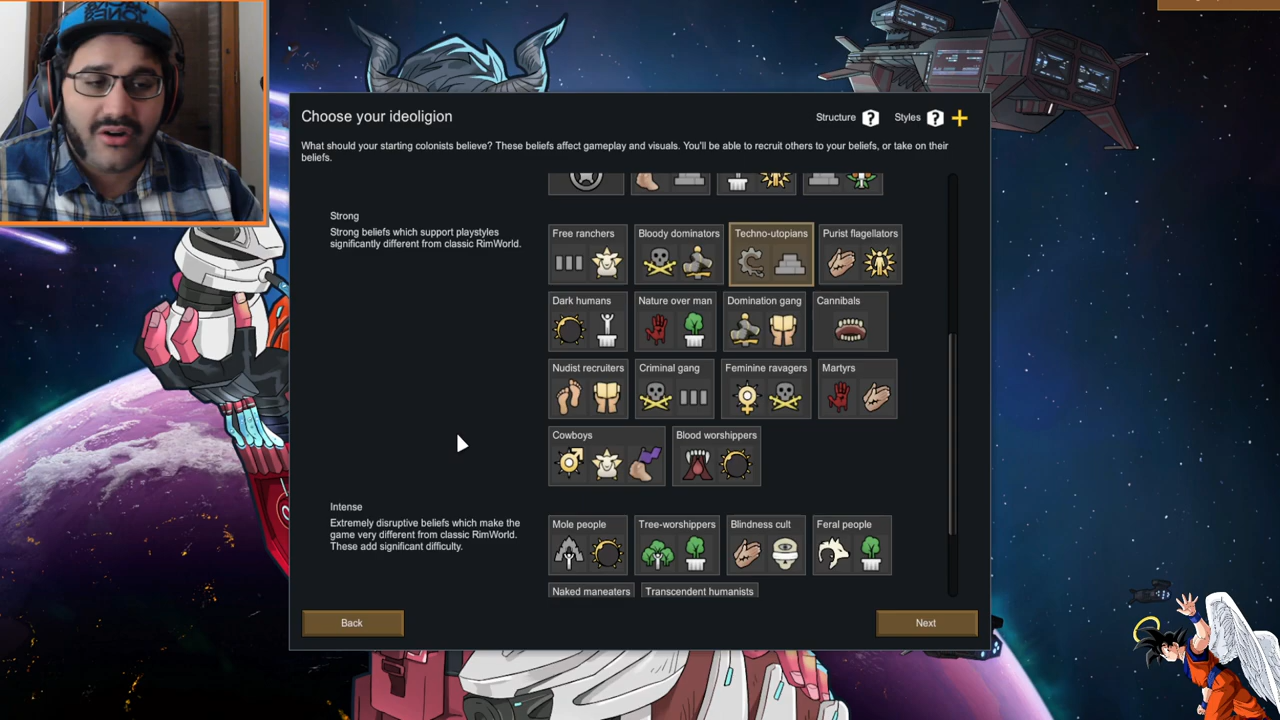 Choose your ideoligion
Structure ? Styles ? +
What should your starting colonists believe? These beliefs affect gameplay and visuals. You'll be able to recruit others to your beliefs, or take on their
beliefs.
Strong
Strong beliefs which support playstyles
significantly different from classic RimWorld.
Free ranchers
Bloody dominators
Techno-utopians
Purist flagellators
Dark humans
Nature over man
Domination gang
Cannibals
Nudist recruiters
Criminal gang
Feminine ravagers
Martyrs
Cowboys
Blood worshippers
Intense
Extremely disruptive beliefs which make the
game very different from classic RimWorld.
These add significant difficulty.
Mole people
Tree-worshippers
Blindness cult
Feral people
Naked maneaters
Transcendent humanists
Back
Next